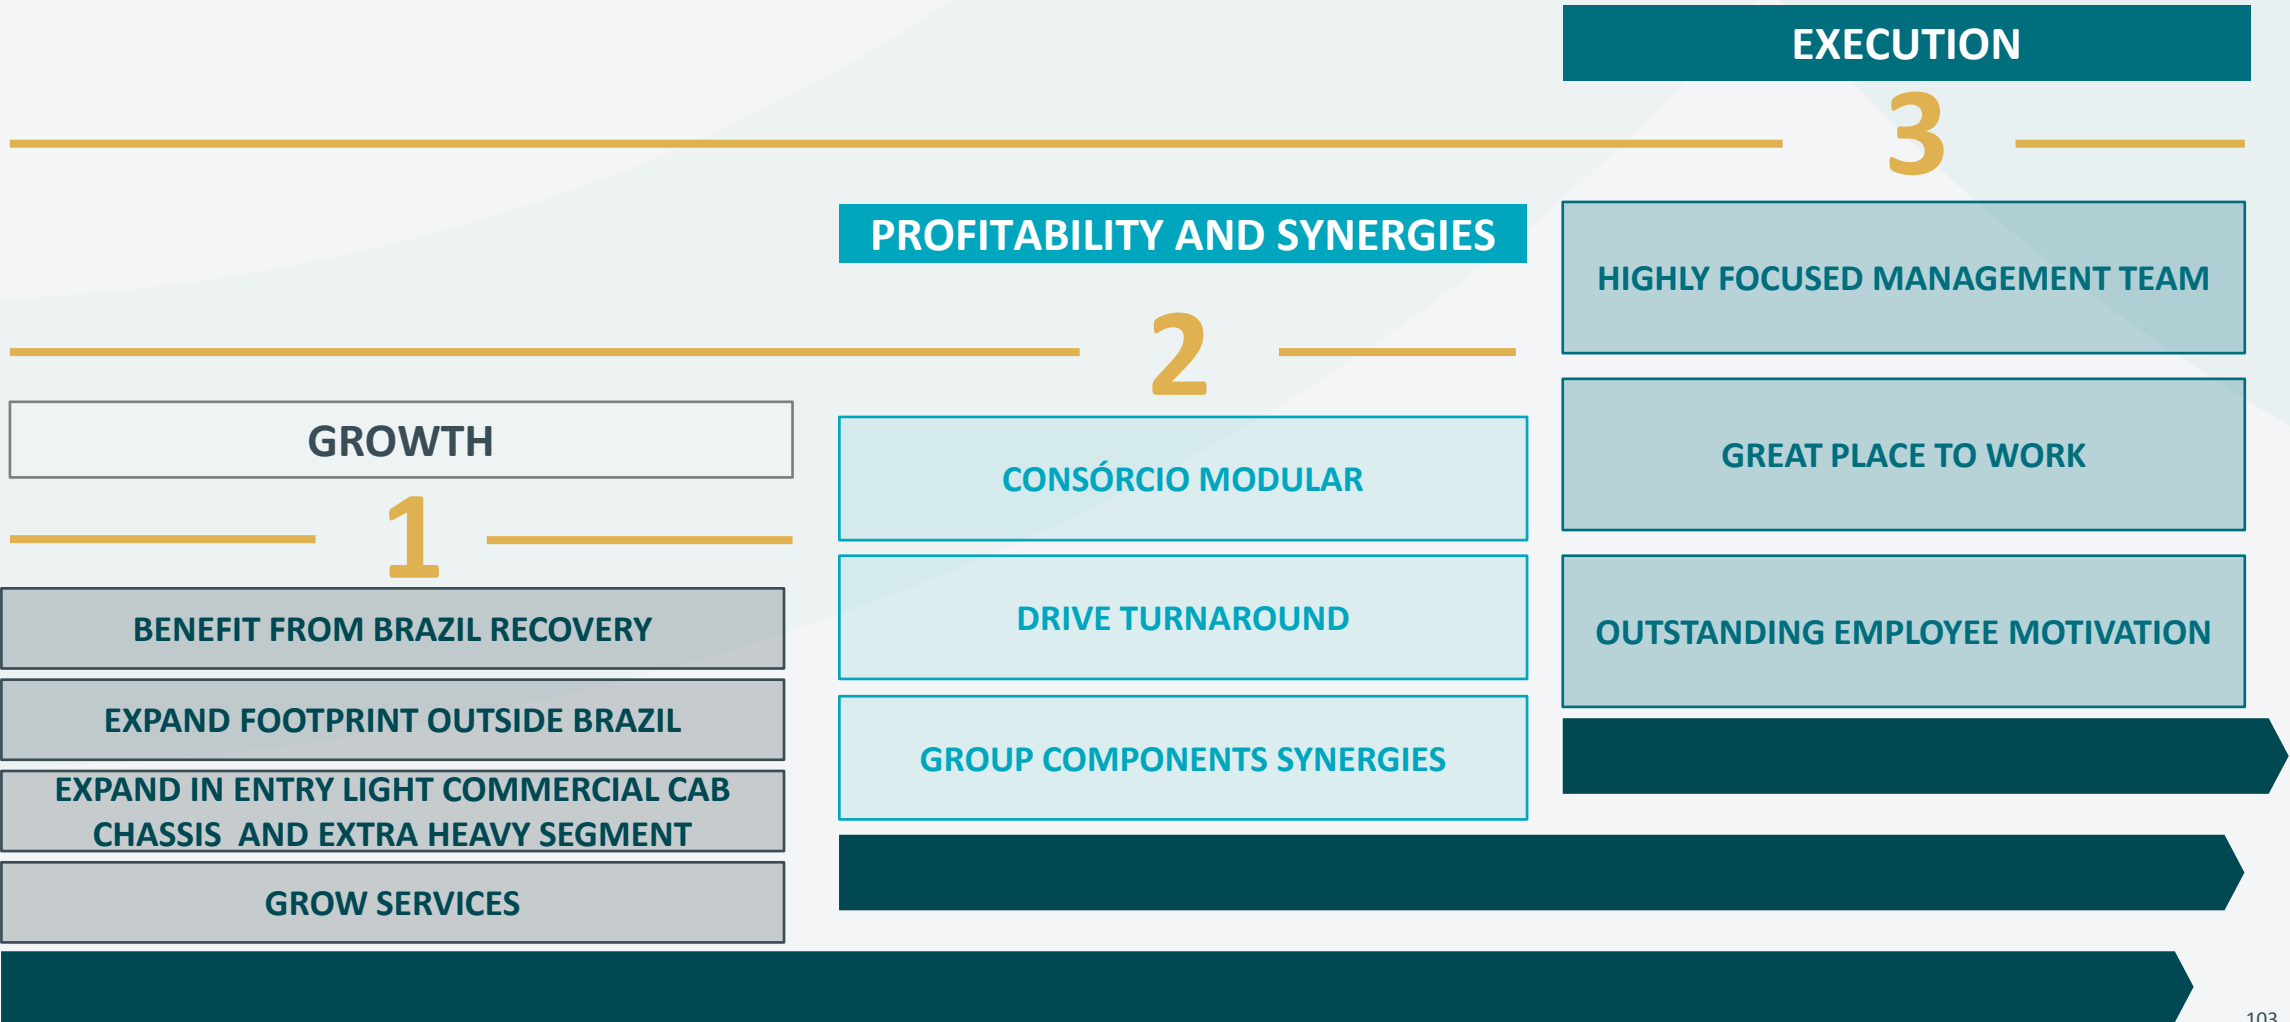 GROWTH
1
BENEFIT FROM BRAZIL RECOVERY
EXPAND FOOTPRINT OUTSIDE BRAZIL
EXPAND IN ENTRY LIGHT COMMERCIAL CAB
CHASSIS  AND EXTRA HEAVY SEGMENT
GROW SERVICES
PROFITABILITY AND SYNERGIES
2
CONSÓRCIO MODULAR
DRIVE TURNAROUND
GROUP COMPONENTS SYNERGIES
EXECUTION
3
HIGHLY FOCUSED MANAGEMENT TEAM
GREAT PLACE TO WORK
OUTSTANDING EMPLOYEE MOTIVATION
103